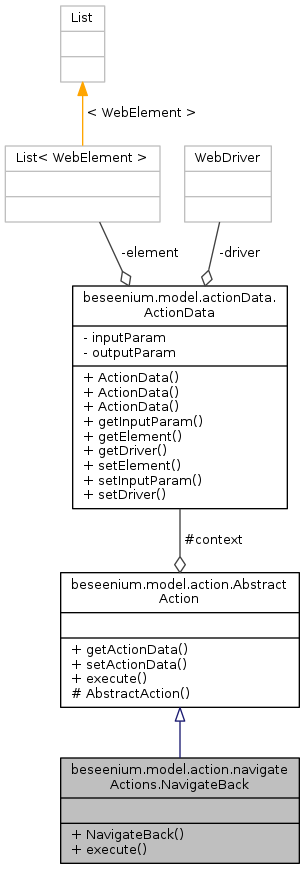 List
< WebElement >
List< WebElement >
WebDriver
-element
-driver
beseenium.model.actionData.
ActionData
- inputParam
- outputParam
+ ActionData()
+ ActionData()
+ ActionData()
+ getInputParam()
+ getElement()
+ getDriver()
+ setElement()
+ setInputParam()
+ setDriver()
#context
beseenium.model.action.Abstract
Action
+ getActionData()
+ setActionData()
+ execute()
# AbstractAction()
beseenium.model.action.navigate
Actions.NavigateBack
+ NavigateBack()
+ execute()